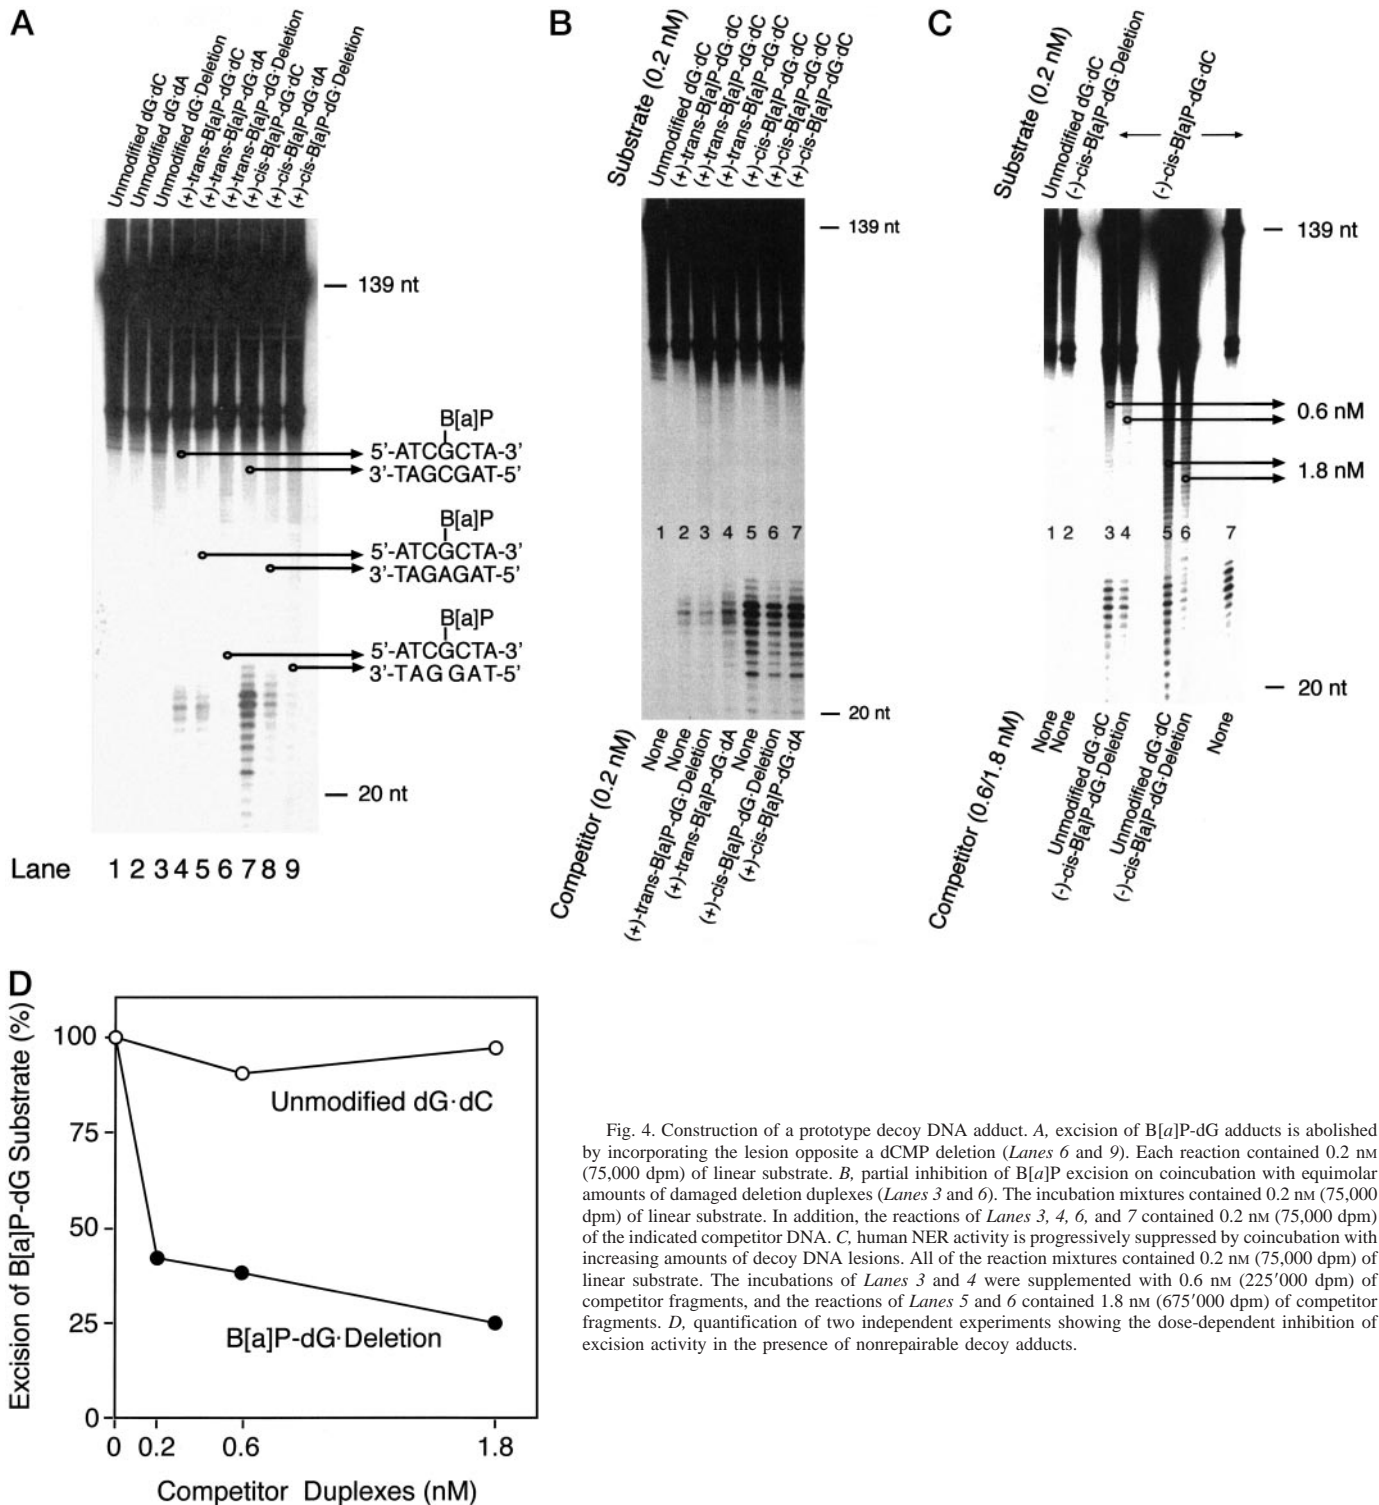 A
Unmodified dG·dC
Unmodified dG·dA
Unmodified dG·Deletion
(+)-trans-B[a]P-dG·dC
(+)-trans-B[a]P-dG·dA
(+)-trans-B[a]P-dG·Deletion
(+)-cis-B[a]P-dG·dC
(+)-cis-B[a]P-dG·dA
(+)-cis-B[a]P-dG·Deletion
139 nt
B[a]P
5'-ATCGCTA-3'
3'-TAGCGAT-5'
B[a]P
5'-ATCGCTA-3'
3'-TAGAGAT-5'
B[a]P
5'-ATCGCTA-3'
3'-TAG GAT-5'
20 nt
Lane 1 2 3 4 5 6 7 8 9
B
Substrate (0.2 nM)
Unmodified dG·dC
(+)-trans-B[a]P-dG·dC
(+)-trans-B[a]P-dG·dC
(+)-trans-B[a]P-dG·dC
(+)-cis-B[a]P-dG·dC
(+)-cis-B[a]P-dG·dC
(+)-cis-B[a]P-dG·dC
139 nt
1 2 3 4 5 6 7
20 nt
Competitor (0.2 nM)
None
None
(+)-trans-B[a]P-dG·Deletion
(+)-trans-B[a]P-dG·dA
None
(+)-cis-B[a]P-dG·Deletion
(+)-cis-B[a]P-dG·dA
C
Substrate (0.2 nM)
Unmodified dG·dC
(-)-cis-B[a]P-dG·Deletion
(-)-cis-B[a]P-dG·dC
139 nt
0.6 nM
1.8 nM
1 2 3 4 5 6 7
20 nt
Competitor (0.6/1.8 nM)
None
None
Unmodified dG·dC
(-)-cis-B[a]P-dG·Deletion
Unmodified dG·dC
(-)-cis-B[a]P-dG·Deletion
None
D
Excision of B[a]P-dG Substrate (%)
100
75
50
25
0
Unmodified dG·dC
B[a]P-dG·Deletion
0 0.2 0.6 1.8
Competitor Duplexes (nM)
Fig. 4. Construction of a prototype decoy DNA adduct. A, excision of B[a]P-dG adducts is abolished
by incorporating the lesion opposite a dCMP deletion (Lanes 6 and 9). Each reaction contained 0.2 nM
(75,000 dpm) of linear substrate. B, partial inhibition of B[a]P excision on coincubation with equimolar
amounts of damaged deletion duplexes (Lanes 3 and 6). The incubation mixtures contained 0.2 nM (75,000
dpm) of linear substrate. In addition, the reactions of Lanes 3, 4, 6, and 7 contained 0.2 nM (75,000 dpm)
of the indicated competitor DNA. C, human NER activity is progressively suppressed by coincubation with
increasing amounts of decoy DNA lesions. All of the reaction mixtures contained 0.2 nM (75,000 dpm) of
linear substrate. The incubations of Lanes 3 and 4 were supplemented with 0.6 nM (225′000 dpm) of
competitor fragments, and the reactions of Lanes 5 and 6 contained 1.8 nM (675′000 dpm) of competitor
fragments. D, quantification of two independent experiments showing the dose-dependent inhibition of
excision activity in the presence of nonrepairable decoy adducts.